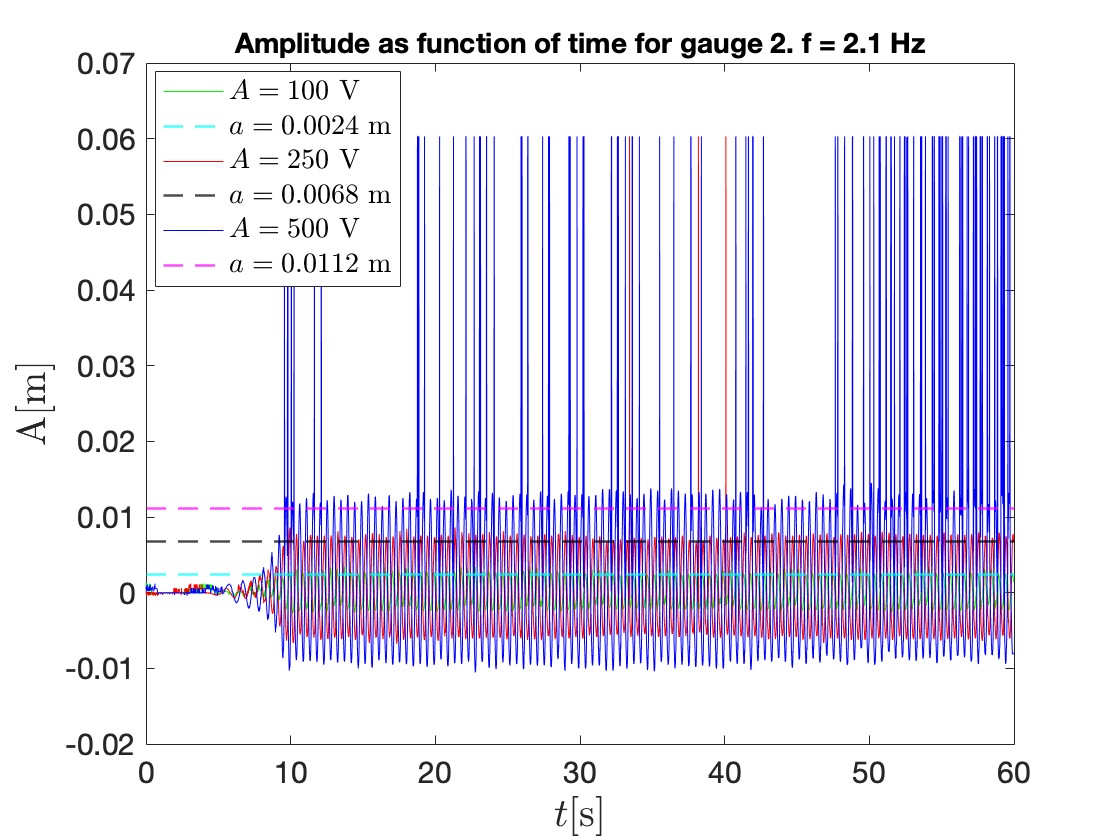 Amplitude as function of time for gauge 2. f = 2.1 Hz
0.07
0.06
0.05
0.04
0.03
0.02
0.01
0
-0.01
-0.02
A[m]
A = 100 V
a = 0.0024 m
A = 250 V
a = 0.0068 m
A = 500 V
a = 0.0112 m
0 10 20 30 40 50 60
t[s]